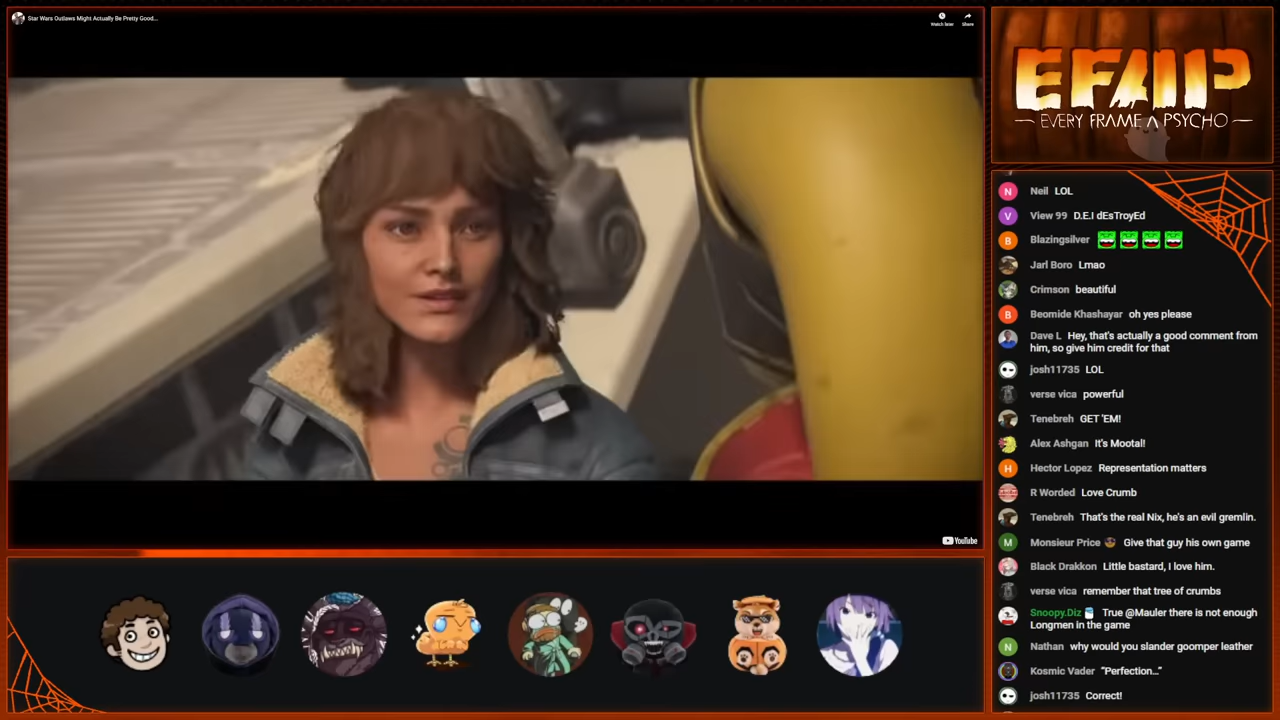 Star Wars Outlaws Might Actually Be Pretty Good...
Watch later
Share
YouTube
EFAP
EVERY FRAME A PSYCHO
Neil LOL
View 99 D.E.I dEsTroyEd
Blazingsilver
Jarl Boro Lmao
Crimson beautiful
Beomide Khashayar oh yes please
Dave L Hey, that's actually a good comment from
him, so give him credit for that
josh11735 LOL
verse vica powerful
Tenebreh GET 'EM!
Alex Ashgan It's Mootal!
Hector Lopez Representation matters
R Worded Love Crumb
Tenebreh That's the real Nix, he's an evil gremlin.
Monsieur Price Give that guy his own game
Black Drakkon Little bastard, I love him.
verse vica remember that tree of crumbs
Snoopy.Diz True @Mauler there is not enough
Longmen in the game
Nathan why would you slander goomper leather
Kosmic Vader “Perfection...”
josh11735 Correct!